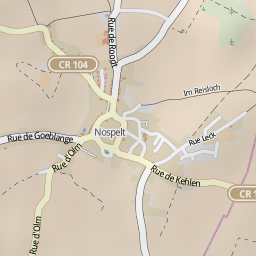 Rue de Roodt
CR 104
Im Reisloch
Nospelt
Rue de Goeblange
Rue Leck
Rue d'Olm
Rue de Kehlen
CR 1
Rue d'Olm